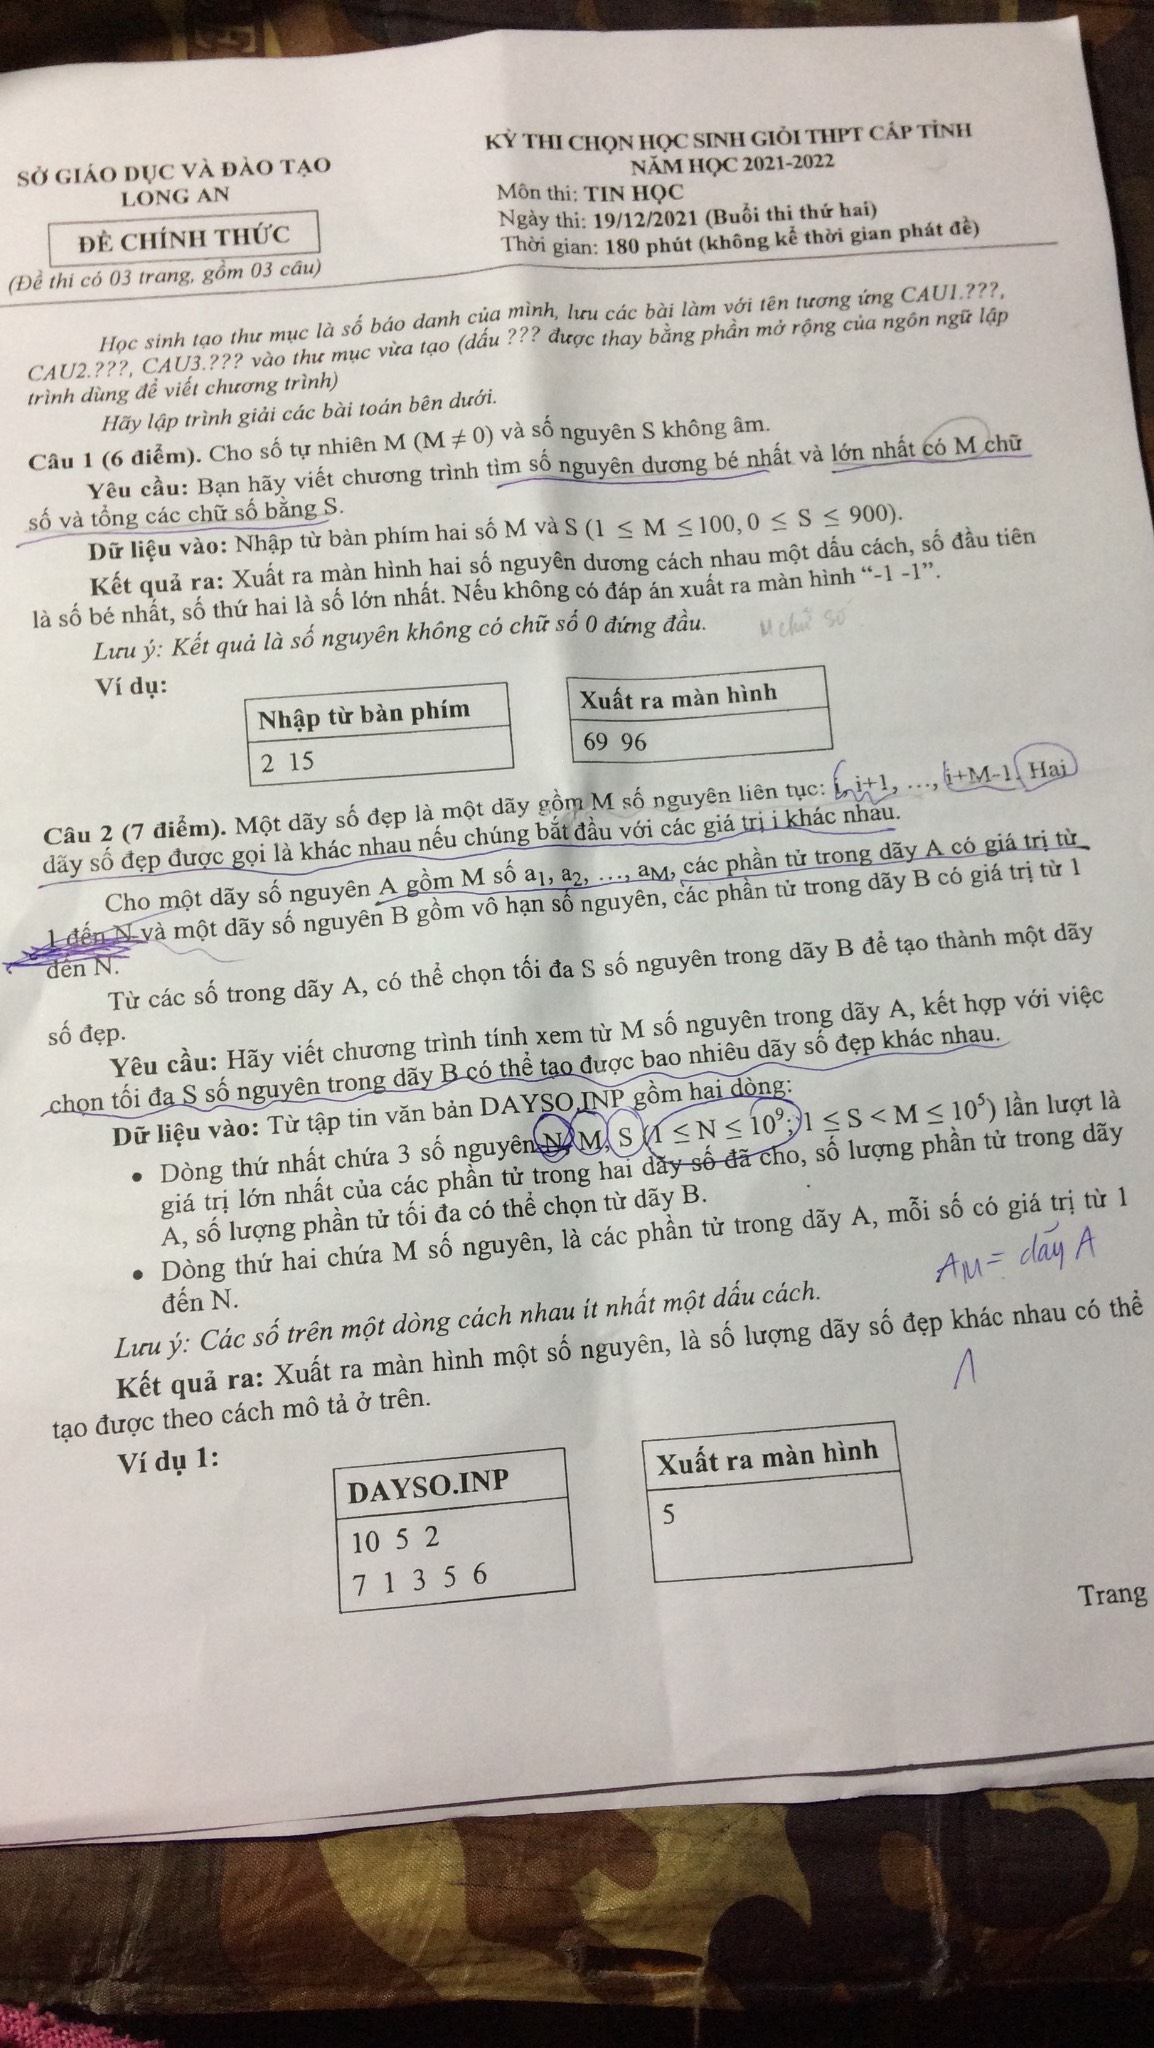 KỲ THI CHỌN HỌC SINH GIỎI THPT CẤP TỈNH
NĂM HỌC 2021-2022
SỞ GIÁO DỤC VÀ ĐÀO TẠO
LONG AN
Môn thi: TIN HỌC
Ngày thi: 19/12/2021 (Buổi thi thứ hai)
Thời gian: 180 phút (không kể thời gian phát đề)
ĐỀ CHÍNH THỨC
(Đề thi có 03 trang, gồm 03 câu)
Học sinh tạo thư mục là số báo danh của mình, lưu các bài làm với tên tương ứng CAU1.???,
CAU2.???, CAU3.??? vào thư mục vừa tạo (dấu ??? được thay bằng phần mở rộng của ngôn ngữ lập
trình dùng để viết chương trình)
Hãy lập trình giải các bài toán bên dưới.
Câu 1 (6 điểm). Cho số tự nhiên M (M ≠ 0) và số nguyên S không âm.
Yêu cầu: Bạn hãy viết chương trình tìm số nguyên dương bé nhất và lớn nhất có M chữ
số và tổng các chữ số bằng S.
Dữ liệu vào: Nhập từ bàn phím hai số M và S (1 ≤ M ≤ 100, 0 ≤ S ≤ 900).
Kết quả ra: Xuất ra màn hình hai số nguyên dương cách nhau một dấu cách, số đầu tiên
là số bé nhất, số thứ hai là số lớn nhất. Nếu không có đáp án xuất ra màn hình “-1 -1”.
Lưu ý: Kết quả là số nguyên không có chữ số 0 đứng đầu.
M chữ số
Ví dụ:
Nhập từ bàn phím
2 15
Xuất ra màn hình
69 96
Câu 2 (7 điểm). Một dãy số đẹp là một dãy gồm M số nguyên liên tục: i, i+1, …, i+M-1. Hai
dãy số đẹp được gọi là khác nhau nếu chúng bắt đầu với các giá trị i khác nhau.
Cho một dãy số nguyên A gồm M số a1, a2, …, aM, các phần tử trong dãy A có giá trị từ
1 đến N và một dãy số nguyên B gồm vô hạn số nguyên, các phần tử trong dãy B có giá trị từ 1
đến N.
Từ các số trong dãy A, có thể chọn tối đa S số nguyên trong dãy B để tạo thành một dãy
số đẹp.
Yêu cầu: Hãy viết chương trình tính xem từ M số nguyên trong dãy A, kết hợp với việc
chọn tối đa S số nguyên trong dãy B có thể tạo được bao nhiêu dãy số đẹp khác nhau.
Dữ liệu vào: Từ tập tin văn bản DAYSO.INP gồm hai dòng:
• Dòng thứ nhất chứa 3 số nguyên N, M, S (1 ≤ N ≤ 10⁹; 1 ≤ S < M ≤ 10⁵) lần lượt là
giá trị lớn nhất của các phần tử trong hai dãy số đã cho, số lượng phần tử trong dãy
A, số lượng phần tử tối đa có thể chọn từ dãy B.
• Dòng thứ hai chứa M số nguyên, là các phần tử trong dãy A, mỗi số có giá trị từ 1
đến N.
AM = dãy A
Lưu ý: Các số trên một dòng cách nhau ít nhất một dấu cách.
Kết quả ra: Xuất ra màn hình một số nguyên, là số lượng dãy số đẹp khác nhau có thể
tạo được theo cách mô tả ở trên.
Ví dụ 1:
DAYSO.INP
10 5 2
7 1 3 5 6
Xuất ra màn hình
5
Trang